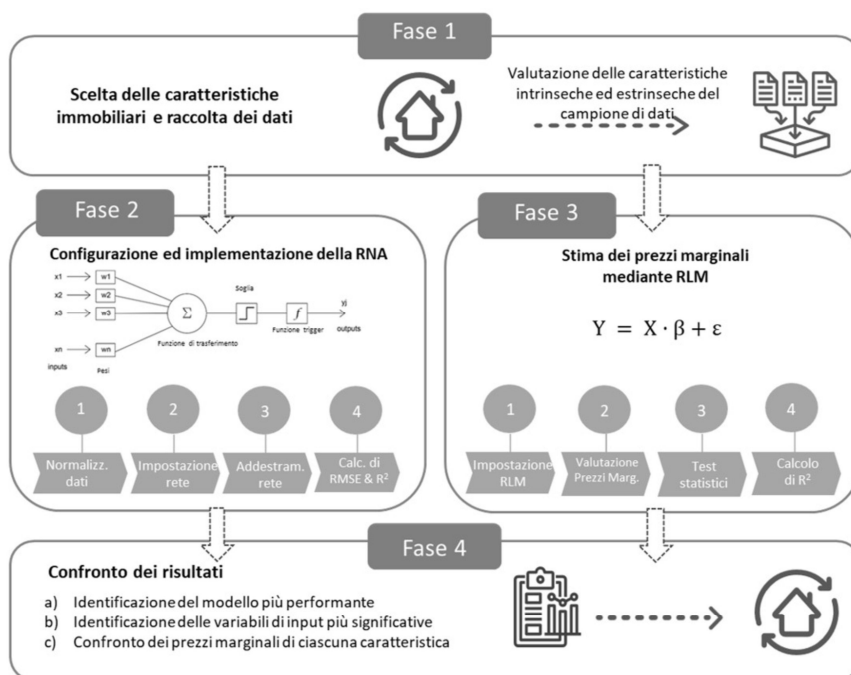 Fase 1
Scelta delle caratteristiche
immobiliari e raccolta dei dati
Valutazione delle caratteristiche
intrinseche ed estrinseche del
campione di dati
Fase 2
Configurazione ed implementazione della RNA
x1
w1
x2
w2
x3
w3
xn
wn
inputs
Pesi
Σ
Funzione di trasferimento
Soglia
f
Funzione trigger
yj
outputs
1
2
3
4
Normalizz.
dati
Impostazione
rete
Addestram.
rete
Calc. di
RMSE & R²
Fase 3
Stima dei prezzi marginali
mediante RLM
Y = X · β + ε
1
2
3
4
Impostazione
RLM
Valutazione
Prezzi Marg.
Test
statistici
Calcolo
di R²
Fase 4
Confronto dei risultati
a) Identificazione del modello più performante
b) Identificazione delle variabili di input più significative
c) Confronto dei prezzi marginali di ciascuna caratteristica